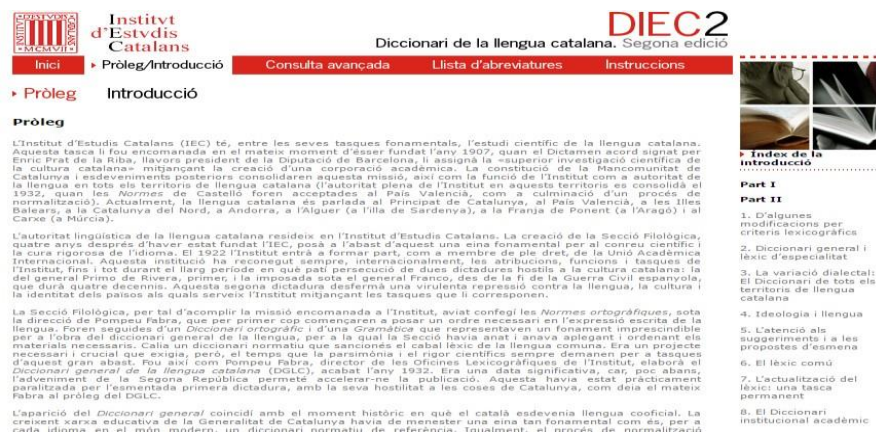 Institvt
d'Estvdis
Catalans
DIEC2
Diccionari de la llengua catalana. Segona edició
Inici
Pròleg/Introducció
Consulta avançada
Llista d'abreviatures
Instruccions
Pròleg
Introducció
Pròleg
L'Institut d'Estudis Catalans (IEC) té, entre les seves tasques fonamentals, l'estudi científic de la llengua catalana.
Aquesta tasca li fou encomanada en el mateix moment d'ésser fundat l'any 1907, quan el Dictamen acord signat per
Enric Prat de la Riba, llavors president de la Diputació de Barcelona, li assignà la «superior investigació científica de
la cultura catalana» mitjançant la creació d'una corporació acadèmica. La constitució de la Mancomunitat de
Catalunya i esdeveniments posteriors consolidaren aquesta missió, així com la funció de l'Institut com a autoritat de
la llengua en tots els territoris de llengua catalana (l'autoritat plena de l'Institut en aquests territoris es consolidà el
1932, quan les Normes de Castelló foren acceptades al País Valencià, com a culminació d'un procés de
normalització). Actualment, la llengua catalana és parlada al Principat de Catalunya, al País Valencià, a les Illes
Balears, a la Catalunya del Nord, a Andorra, a l'Alguer (a l'illa de Sardenya), a la Franja de Ponent (a l'Aragó) i al
Carxe (a Múrcia).
L'autoritat lingüística de la llengua catalana resideix en l'Institut d'Estudis Catalans. La creació de la Secció Filològica,
quatre anys després d'haver estat fundat l'IEC, posà a l'abast d'aquest una eina fonamental per al conreu científic i
la cura rigorosa de l'idioma. El 1922 l'Institut entrà a formar part, com a membre de ple dret, de la Unió Acadèmica
Internacional. Aquesta institució ha reconegut sempre, internacionalment, les atribucions, funcions i tasques de
l'Institut, fins i tot durant el llarg període en què patí persecució de dues dictadures hostils a la cultura catalana: la
del general Primo de Rivera, primer, i la imposada sota el general Franco, des de la fi de la Guerra Civil espanyola,
que durà quatre decennis. Aquesta segona dictadura desfermà una virulenta repressió contra la llengua, la cultura i
la identitat dels països als quals serveix l'Institut mitjançant les tasques que li corresponen.
La Secció Filològica, per tal d'acomplir la missió encomanada a l'Institut, aviat confegí les Normes ortogràfiques, sota
la direcció de Pompeu Fabra, que per primer cop començaren a posar un ordre necessari en l'expressió escrita de la
llengua. Foren seguides d'un Diccionari ortogràfic i d'una Gramàtica que representaven un fonament imprescindible
per a l'obra del diccionari general de la llengua, per a la qual la Secció havia anat i anava aplegant i ordenant els
materials necessaris. Calia un diccionari normatiu que sancionés el cabal lèxic de la llengua comuna. Era un projecte
necessari i crucial que exigia, però, el temps que la parsimònia i el rigor científics sempre demanen per a tasques
d'aquest gran abast. Fou així com Pompeu Fabra, director de les Oficines Lexicogràfiques de l'Institut, elaborà el
Diccionari general de la llengua catalana (DGLC), acabat l'any 1932. Era una data significativa, car, poc abans,
l'adveniment de la Segona República permeté accelerar-ne la publicació. Aquesta havia estat pràcticament
paralitzada per l'esmentada primera dictadura, amb la seva hostilitat a les coses de Catalunya, com deia el mateix
Fabra al pròleg del DGLC.
L'aparició del Diccionari general coincidí amb el moment històric en què el català esdevenia llengua cooficial. La
creixent xarxa educativa de la Generalitat de Catalunya havia de menester una eina tan fonamental com és, per a
cada idioma en el món modern, un diccionari normatiu de referència. Igualment, el procés de normalització
Índex de la
introducció
Part I
Part II
1. D'algunes
modificacions per
criteris lexicogràfics
2. Diccionari general i
lèxic d'especialitat
3. La variació dialectal:
El Diccionari de tots els
territoris de llengua
catalana
4. Ideologia i llengua
5. L'atenció als
suggeriments i a les
propostes d'esmena
6. El lèxic comú
7. L'actualització del
lèxic: una tasca
permanent
8. El Diccionari
institucional acadèmic